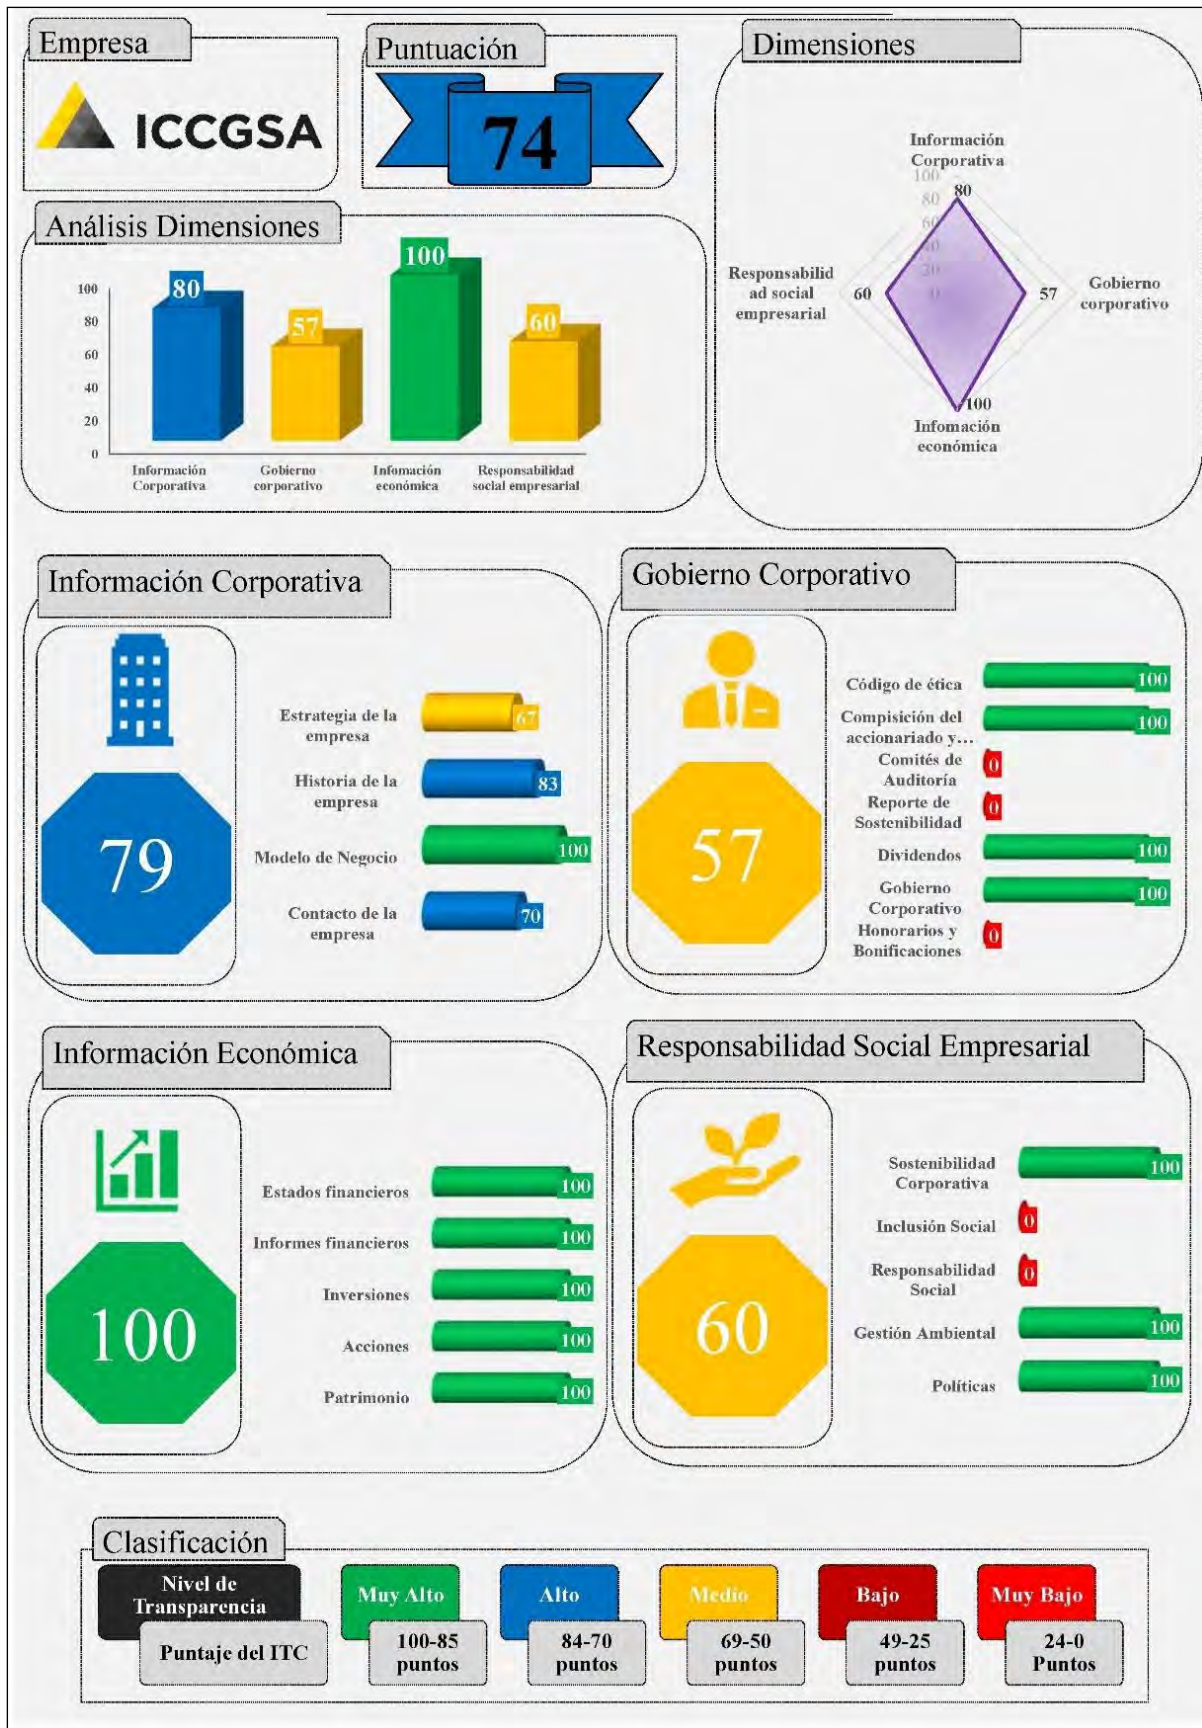 Empresa
ICCGSA
Puntuación
74
Dimensiones
Información
Corporativa
100
80
80
60
40
20
0
Responsabilid
ad social
empresarial
60
57
Gobierno
corporativo
100
Infomación
económica
Análisis Dimensiones
100
80
60
40
20
0
80
57
100
60
Información
Corporativa
Gobierno
corporativo
Infomación
económica
Responsabilidad
social empresarial
Información Corporativa
79
Estrategia de la
empresa
67
Historia de la
empresa
83
Modelo de Negocio
100
Contacto de la
empresa
70
Gobierno Corporativo
57
Código de ética
100
Compisición del
accionariado y...
100
Comités de
Auditoría
0
Reporte de
Sostenibilidad
0
Dividendos
100
Gobierno
Corporativo
100
Honorarios y
Bonificaciones
0
Información Económica
100
Estados financieros
100
Informes financieros
100
Inversiones
100
Acciones
100
Patrimonio
100
Responsabilidad Social Empresarial
60
Sostenibilidad
Corporativa
100
Inclusión Social
0
Responsabilidad
Social
0
Gestión Ambiental
100
Políticas
100
Clasificación
Nivel de
Transparencia
Muy Alto
Alto
Medio
Bajo
Muy Bajo
Puntaje del ITC
100-85
puntos
84-70
puntos
69-50
puntos
49-25
puntos
24-0
Puntos